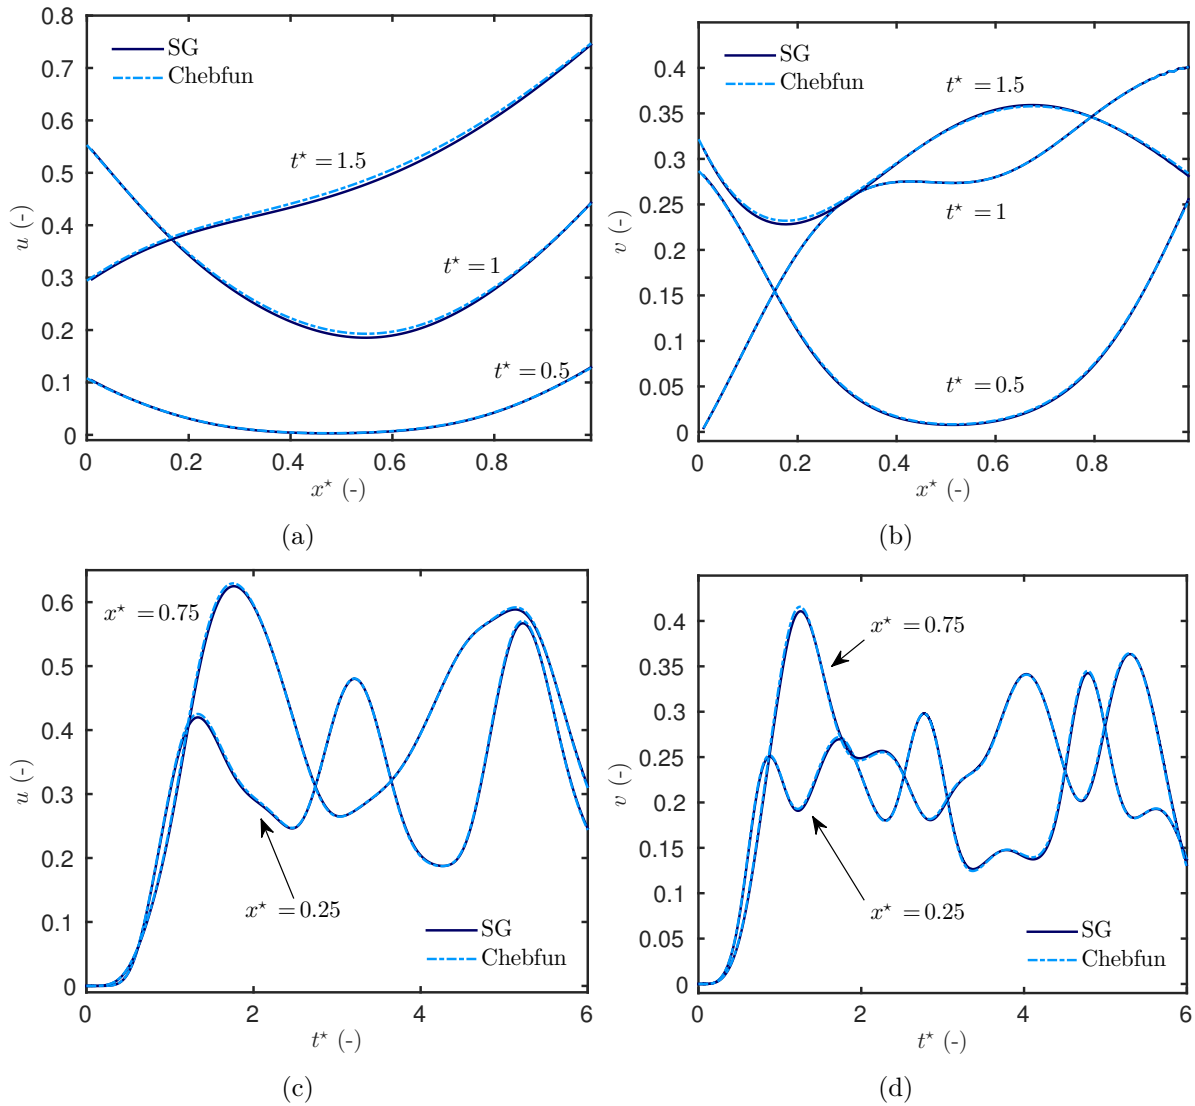 0.8
0.7
0.6
0.5
0.4
0.3
0.2
0.1
0
u (-)
SG
Chebfun
t⋆ = 1.5
t⋆ = 1
t⋆ = 0.5
0
0.2
0.4
0.6
0.8
x⋆ (-)
(a)
0.4
0.35
0.3
0.25
0.2
0.15
0.1
0.05
0
v (-)
SG
Chebfun
t⋆ = 1.5
t⋆ = 1
t⋆ = 0.5
0
0.2
0.4
0.6
0.8
x⋆ (-)
(b)
0.6
0.5
0.4
0.3
0.2
0.1
0
u (-)
x⋆ = 0.75
x⋆ = 0.25
SG
Chebfun
0
2
4
6
t⋆ (-)
(c)
0.4
0.35
0.3
0.25
0.2
0.15
0.1
0.05
0
v (-)
x⋆ = 0.75
x⋆ = 0.25
SG
Chebfun
0
2
4
6
t⋆ (-)
(d)